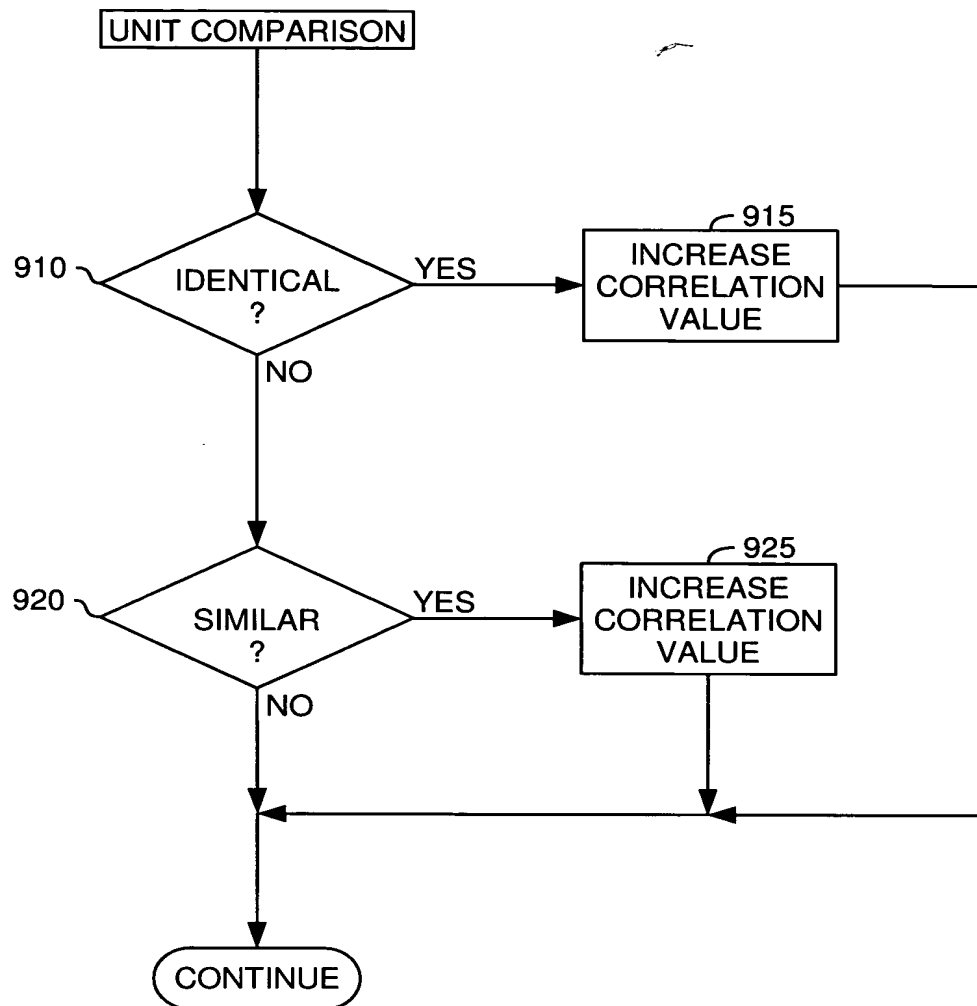 UNIT COMPARISON
910
IDENTICAL
?
YES
915
INCREASE
CORRELATION
VALUE
NO
920
SIMILAR
?
YES
925
INCREASE
CORRELATION
VALUE
NO
CONTINUE